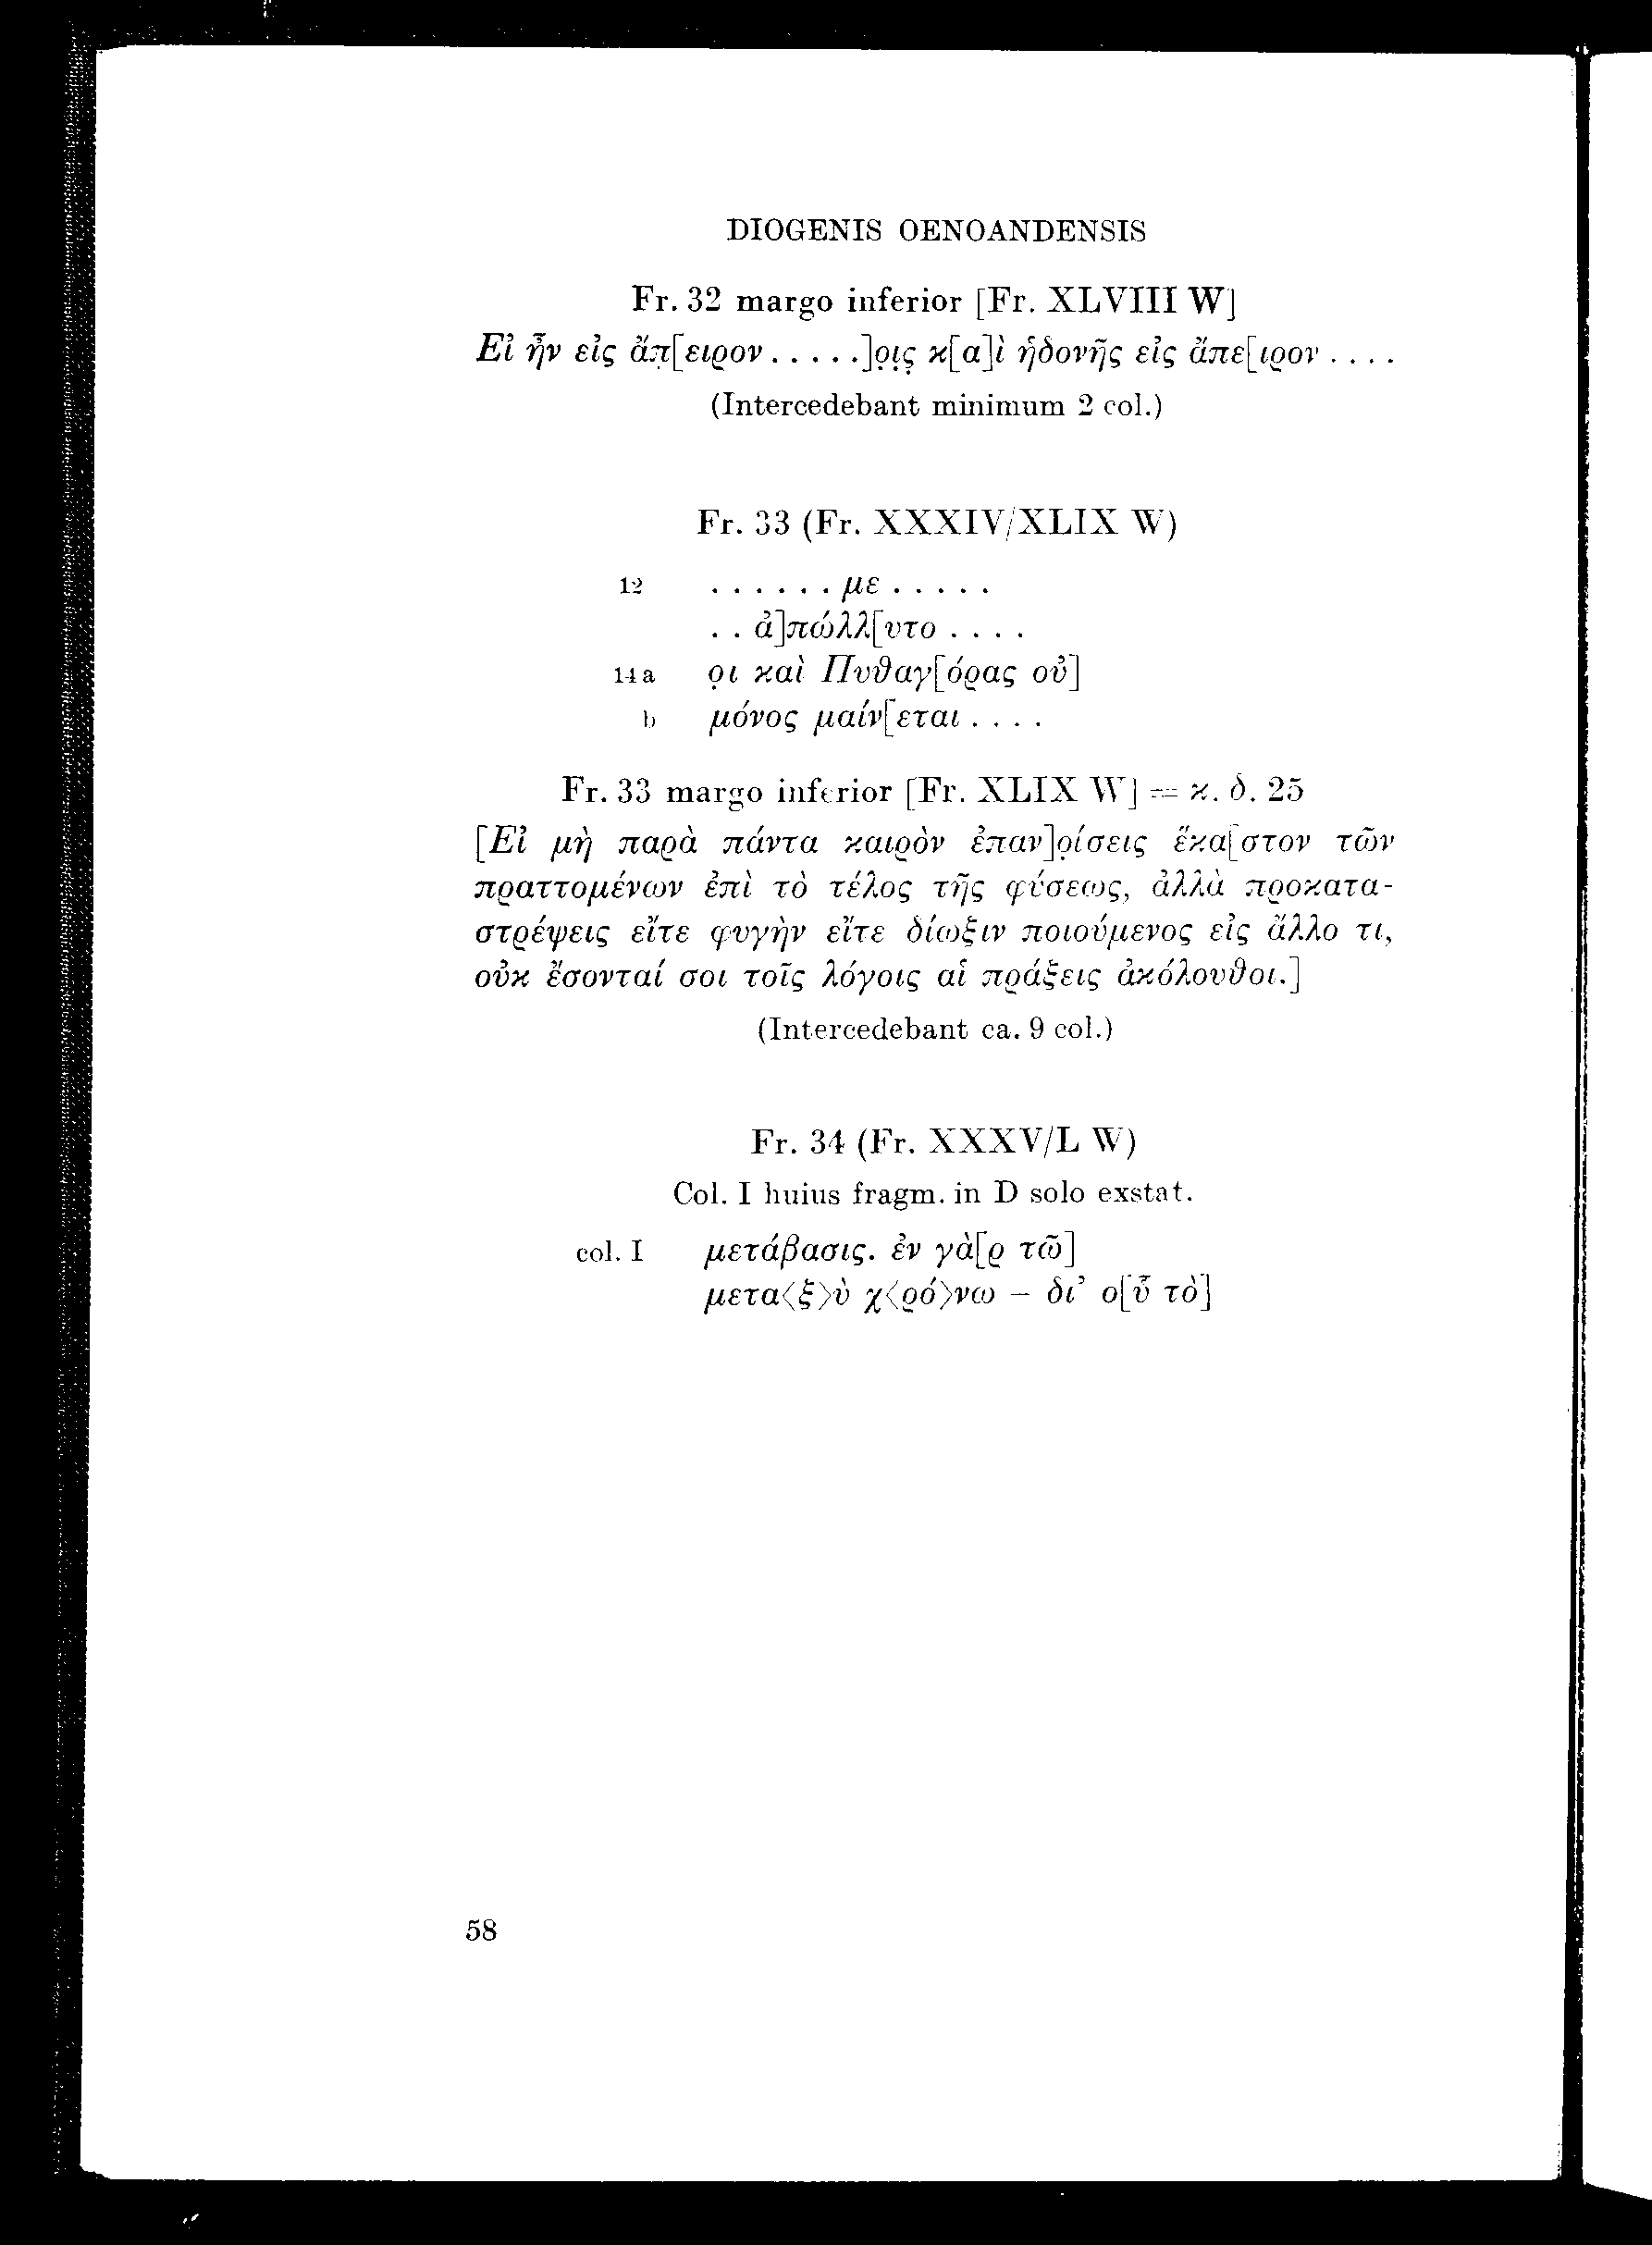 DIOGENIS OENOANDENSIS
Fr. 32 margo inferior [Fr. XLVIII W]
Εἰ ἦν εἰς ἄπ̣[ειρον . . . . .]ο̣ι̣ς̣ κ[α]ὶ ἡδονῆς εἰς ἄπε[ιρον . . . .
(Intercedebant minimum 2 col.)
Fr. 33 (Fr. XXXIV/XLIX W)
12 . . . . . . με . . . . .
. . ἀ]πώλλ[υτο . . . .
14a ο̣ι καὶ Πυθαγ[όρας οὐ]
b μόνος μαίν[εται . . . .
Fr. 33 margo inferior [Fr. XLIX W] = κ. δ. 25
[Εἰ μὴ παρὰ πάντα καιρὸν ἐπαν]ο̣ίσεις ἕκα[στον τῶν
πραττομένων ἐπὶ τὸ τέλος τῆς φύσεως, ἀλλὰ προκατα-
στρέψεις εἴτε φυγὴν εἴτε δίωξιν ποιούμενος εἰς ἄλλο τι,
οὐκ ἔσονταί σοι τοῖς λόγοις αἱ πράξεις ἀκόλουθοι.]
(Intercedebant ca. 9 col.)
Fr. 34 (Fr. XXXV/L W)
Col. I huius fragm. in D solo exstat.
col. I μετάβασις. ἐν γὰ[ρ τῶ]
μετα⟨ξ⟩ὺ χ⟨ρό⟩νω – δι’ ο[ὗ τὸ]
58